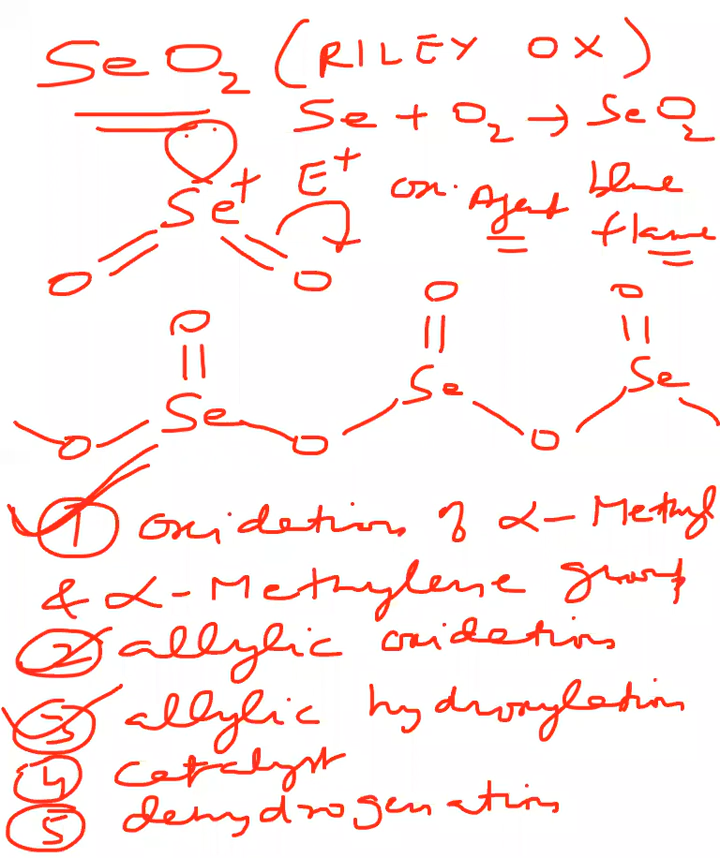 SeO2 (RILEY OX)
Se + O2 → SeO2
Se+ E+ oxi. Agent blue
O O flame
O O O
Se Se Se
O O O
① oxidation of α-Methyl
& α-Methylene group
② allylic oxidation
③ allylic hydroxylation
④ catalyst
⑤ dehydrogenation